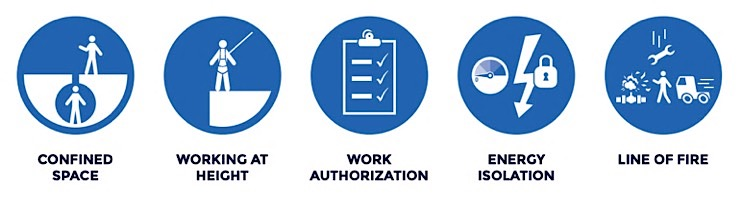 CONFINED
SPACE
WORKING AT
HEIGHT
WORK
AUTHORIZATION
ENERGY
ISOLATION
LINE OF FIRE